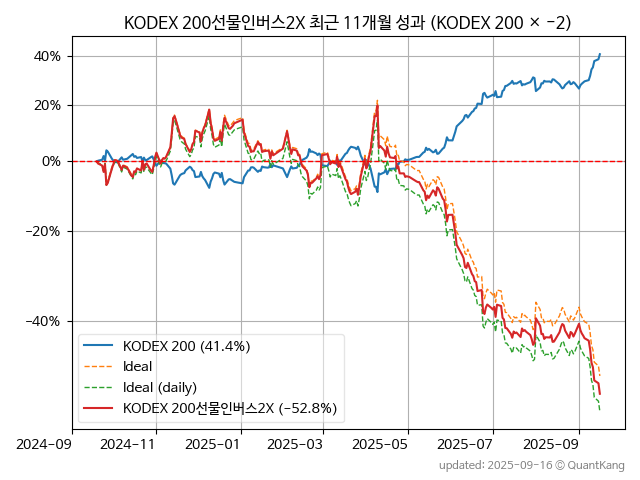 KODEX 200선물인버스2X 최근 11개월 성과 (KODEX 200 × −2)
40%
20%
0%
−20%
−40%
KODEX 200 (41.4%)
Ideal
Ideal (daily)
KODEX 200선물인버스2X (−52.8%)
2024-09 2024-11 2025-01 2025-03 2025-05 2025-07 2025-09
updated: 2025-09-16 © QuantKang